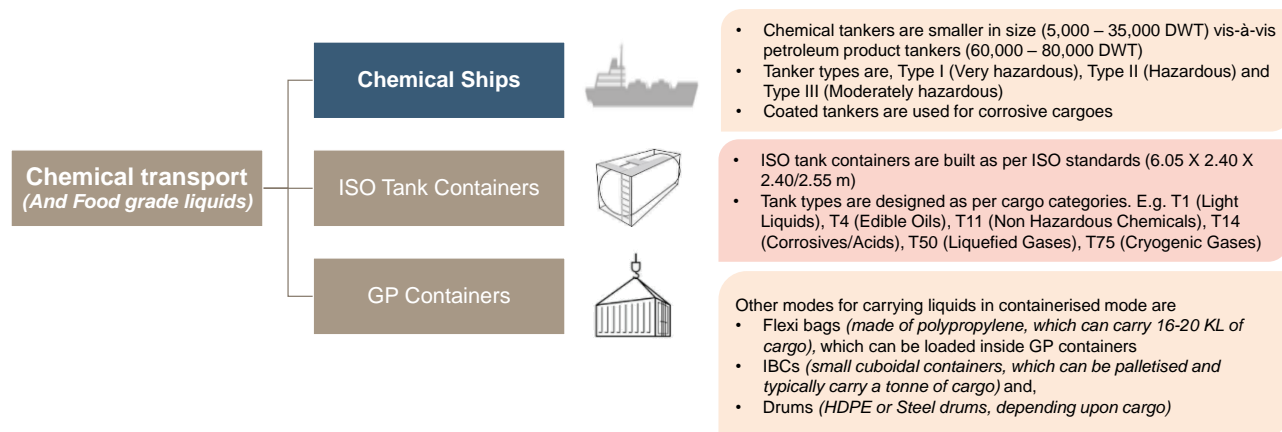 Chemical transport
(And Food grade liquids)
Chemical Ships
• Chemical tankers are smaller in size (5,000 – 35,000 DWT) vis-à-vis
petroleum product tankers (60,000 – 80,000 DWT)
• Tanker types are, Type I (Very hazardous), Type II (Hazardous) and
Type III (Moderately hazardous)
• Coated tankers are used for corrosive cargoes
ISO Tank Containers
• ISO tank containers are built as per ISO standards (6.05 X 2.40 X
2.40/2.55 m)
• Tank types are designed as per cargo categories. E.g. T1 (Light
Liquids), T4 (Edible Oils), T11 (Non Hazardous Chemicals), T14
(Corrosives/Acids), T50 (Liquefied Gases), T75 (Cryogenic Gases)
GP Containers
Other modes for carrying liquids in containerised mode are
• Flexi bags (made of polypropylene, which can carry 16-20 KL of
cargo), which can be loaded inside GP containers
• IBCs (small cuboidal containers, which can be palletised and
typically carry a tonne of cargo) and,
• Drums (HDPE or Steel drums, depending upon cargo)